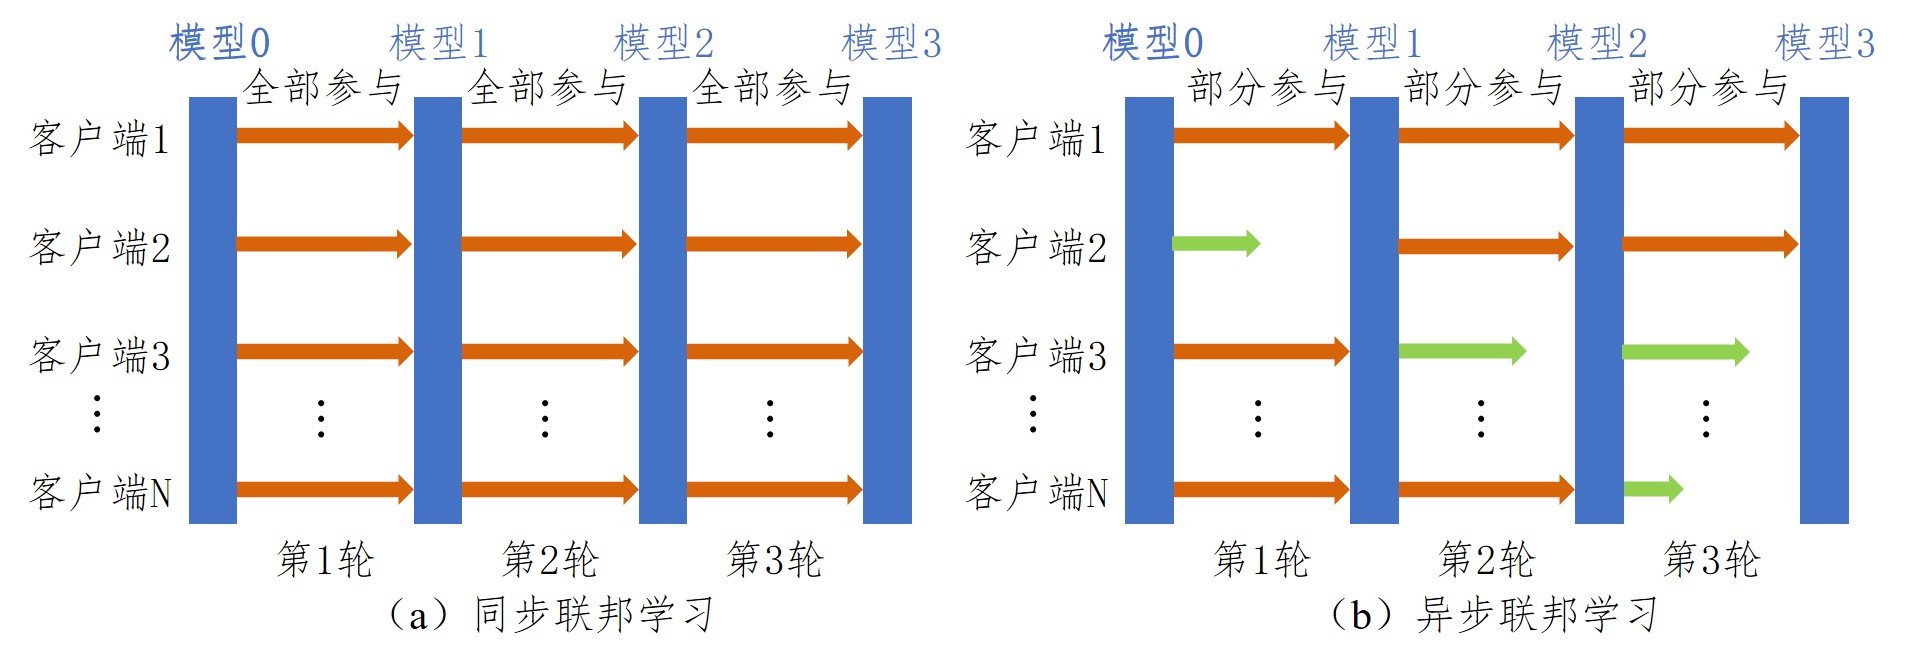 模型0 模型1 模型2 模型3
全部参与 全部参与 全部参与
客户端1
客户端2
客户端3
⋮ ⋮ ⋮ ⋮
客户端N
第1轮 第2轮 第3轮
（a）同步联邦学习
模型0 模型1 模型2 模型3
部分参与 部分参与 部分参与
客户端1
客户端2
客户端3
⋮ ⋮ ⋮ ⋮
客户端N
第1轮 第2轮 第3轮
（b）异步联邦学习